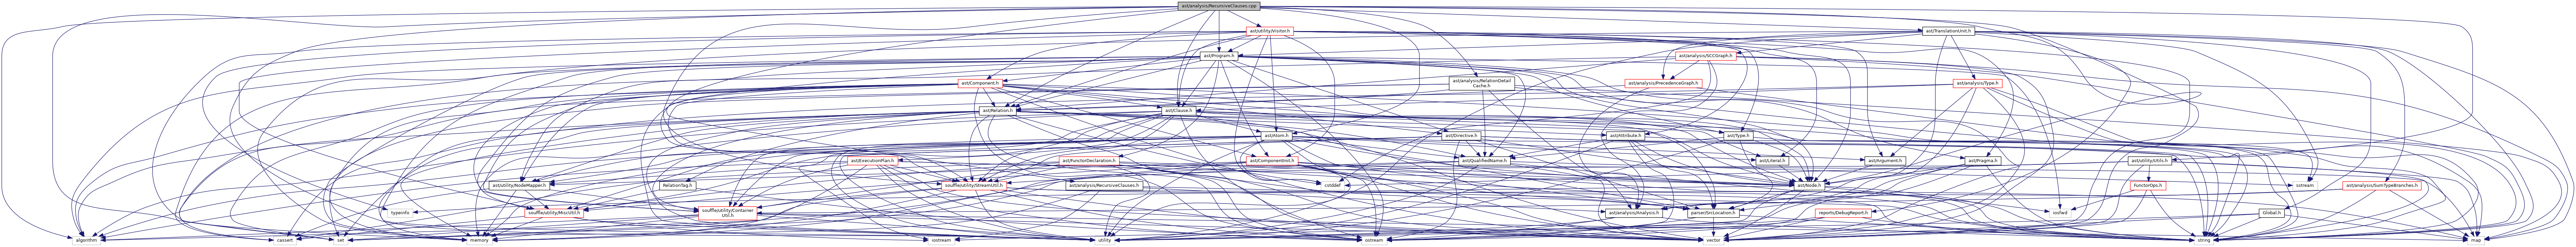 ast/analysis/RecursiveClauses.cpp
ast/utility/Visitor.h
ast/TranslationUnit.h
ast/Program.h
ast/analysis/SCCGraph.h
ast/Component.h
ast/analysis/RelationDetail
Cache.h
ast/analysis/PrecedenceGraph.h
ast/analysis/Type.h
ast/Relation.h
ast/Clause.h
ast/Atom.h
ast/Directive.h
ast/Attribute.h
ast/Type.h
ast/ExecutionPlan.h
ast/FunctorDeclaration.h
ast/ComponentInit.h
ast/QualifiedName.h
ast/Literal.h
ast/Argument.h
ast/Pragma.h
ast/utility/Utils.h
ast/utility/NodeMapper.h
RelationTag.h
souffle/utility/StreamUtil.h
ast/analysis/RecursiveClauses.h
cstddef
ast/Node.h
FunctorOps.h
sstream
ast/analysis/SumTypeBranches.h
typeinfo
souffle/utility/MiscUtil.h
souffle/utility/Container
Util.h
ast/analysis/Analysis.h
parser/SrcLocation.h
reports/DebugReport.h
iosfwd
Global.h
algorithm
cassert
set
memory
iostream
utility
ostream
vector
string
map